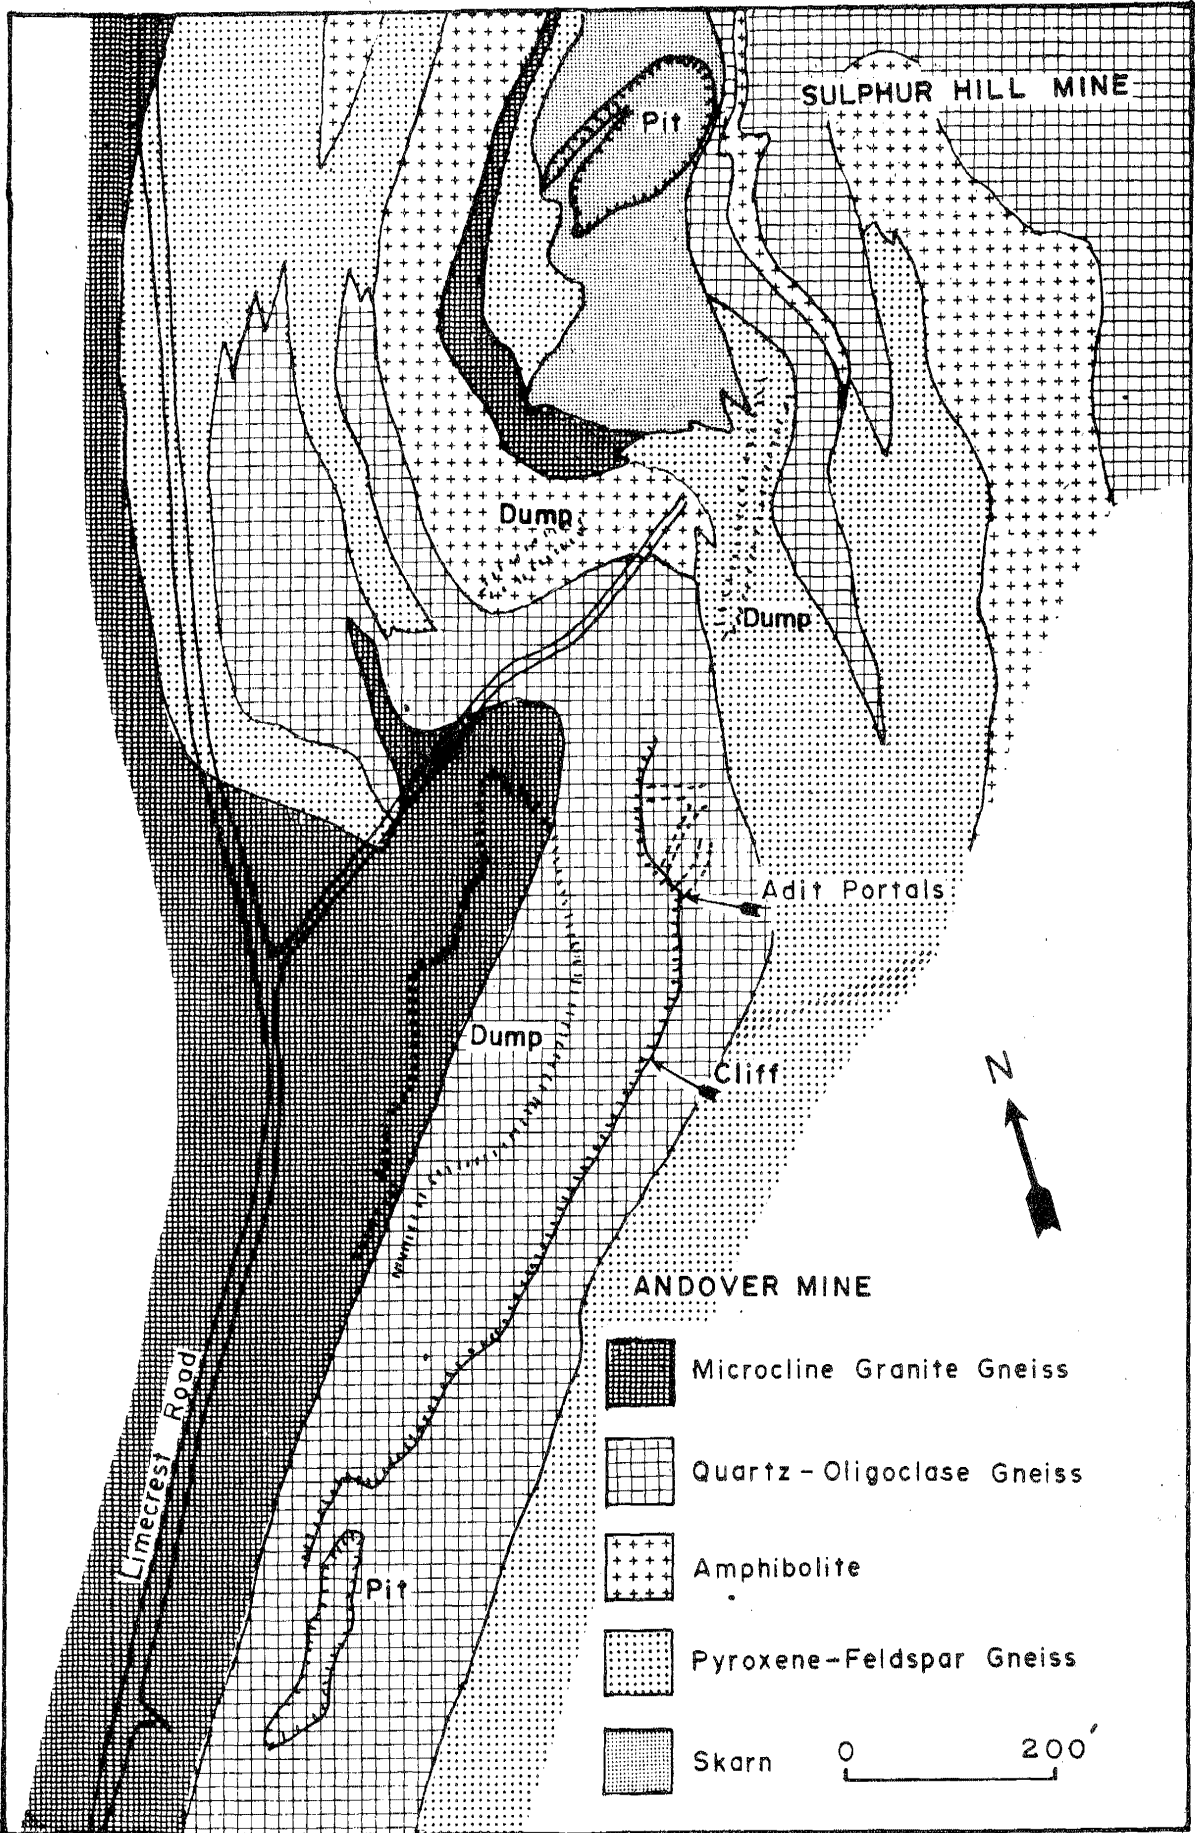 SULPHUR HILL MINE
Pit
Dump
Dump
Adit Portals
Dump
Cliff
N
ANDOVER MINE
Microcline Granite Gneiss
Limecrest Road
Quartz-Oligoclase Gneiss
Amphibolite
Pit
Pyroxene-Feldspar Gneiss
Skarn
0 200'